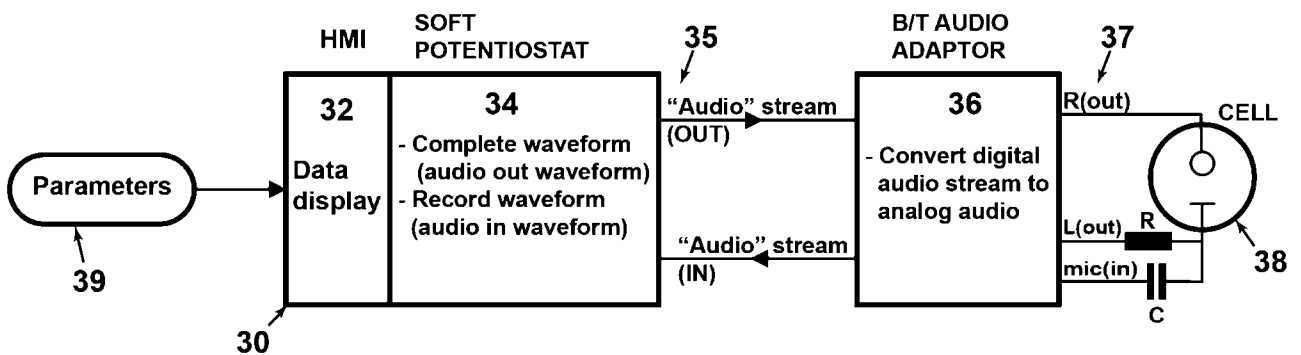 HMI
SOFT
POTENTIOSTAT
35
B/T AUDIO
ADAPTOR
37
32
34
"Audio" stream
(OUT)
36
R(out)
CELL
Parameters
Data
display
- Complete waveform
(audio out waveform)
- Record waveform
(audio in waveform)
- Convert digital
audio stream to
analog audio
"Audio" stream
(IN)
L(out)
R
mic(in)
C
38
39
30